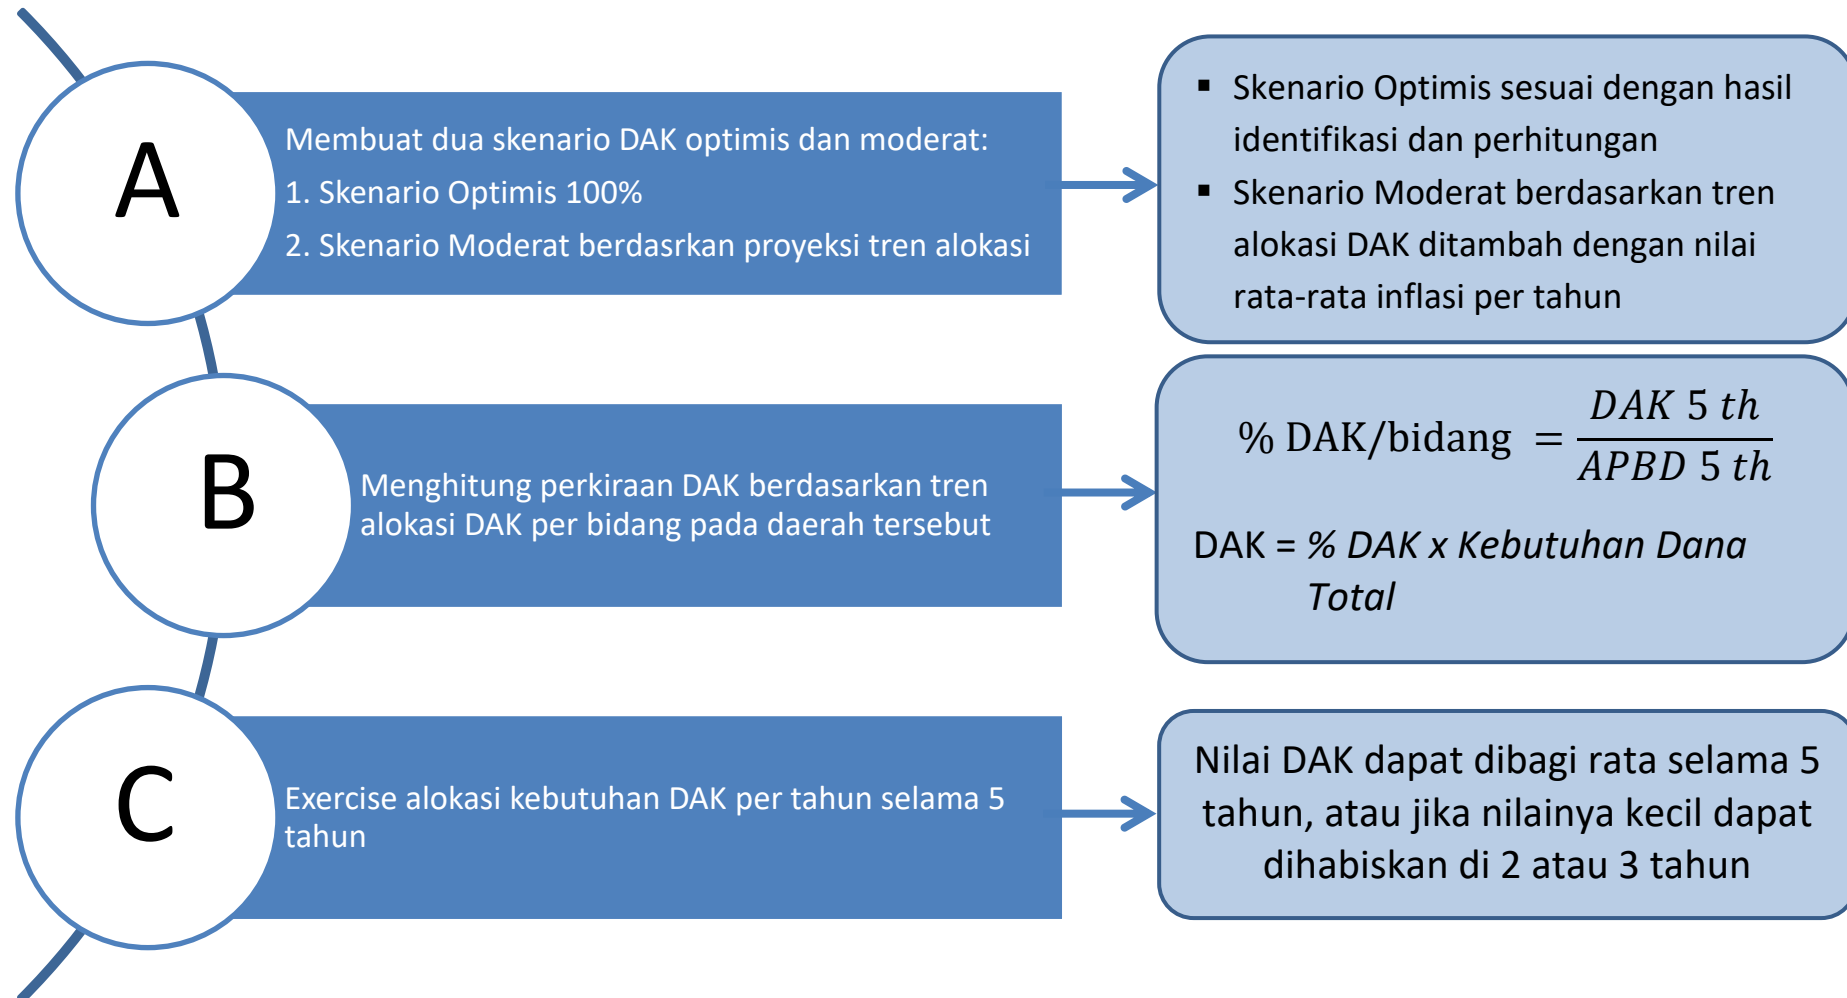 A
Membuat dua skenario DAK optimis dan moderat:
1. Skenario Optimis 100%
2. Skenario Moderat berdasrkan proyeksi tren alokasi
▪ Skenario Optimis sesuai dengan hasil
identifikasi dan perhitungan
▪ Skenario Moderat berdasarkan tren
alokasi DAK ditambah dengan nilai
rata-rata inflasi per tahun
B
Menghitung perkiraan DAK berdasarkan tren
alokasi DAK per bidang pada daerah tersebut
% DAK/bidang = DAK 5 th / APBD 5 th
DAK = % DAK x Kebutuhan Dana
Total
C
Exercise alokasi kebutuhan DAK per tahun selama 5
tahun
Nilai DAK dapat dibagi rata selama 5
tahun, atau jika nilainya kecil dapat
dihabiskan di 2 atau 3 tahun